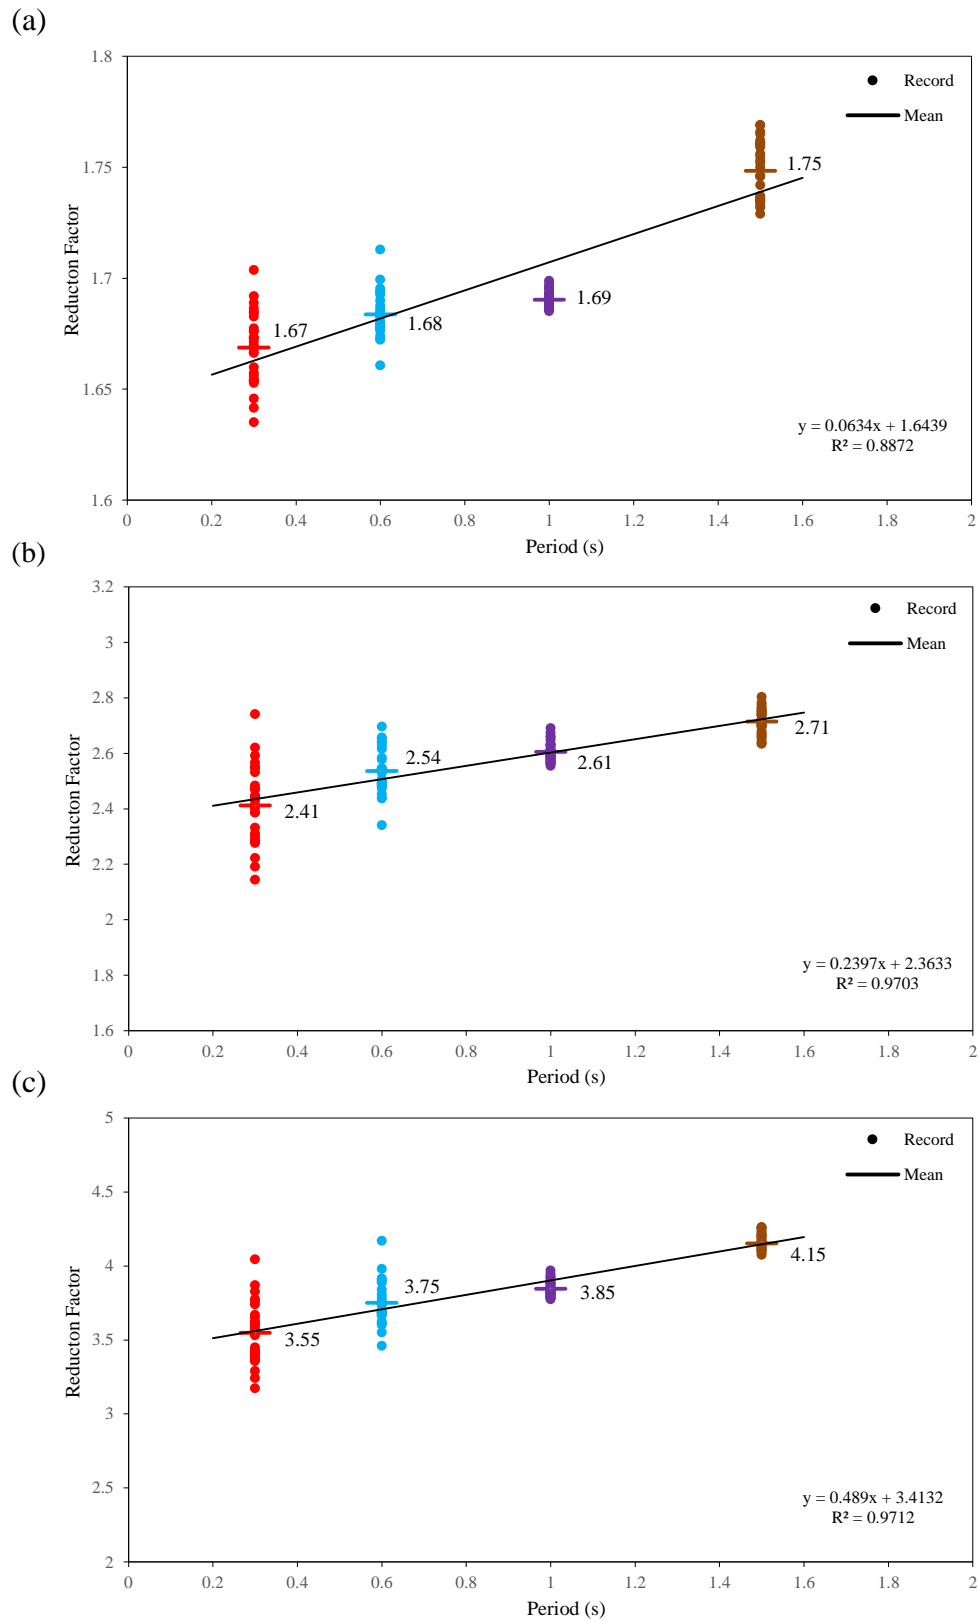 (a)
1.8
1.75
1.7
1.65
1.6
Reducton Factor
Record
Mean
1.67
1.68
1.69
1.75
y = 0.0634x + 1.6439
R² = 0.8872
0 0.2 0.4 0.6 0.8 1 1.2 1.4 1.6 1.8 2
Period (s)
(b)
3.2
3
2.8
2.6
2.4
2.2
2
1.8
1.6
Reducton Factor
Record
Mean
2.41
2.54
2.61
2.71
y = 0.2397x + 2.3633
R² = 0.9703
0 0.2 0.4 0.6 0.8 1 1.2 1.4 1.6 1.8 2
Period (s)
(c)
5
4.5
4
3.5
3
2.5
2
Reducton Factor
Record
Mean
3.55
3.75
3.85
4.15
y = 0.489x + 3.4132
R² = 0.9712
0 0.2 0.4 0.6 0.8 1 1.2 1.4 1.6 1.8 2
Period (s)